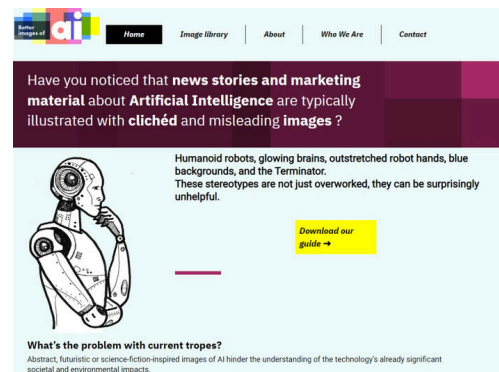 Better
images of
ai
Home
Image library
About
Who We Are
Contact
Have you noticed that news stories and marketing
material about Artificial Intelligence are typically
illustrated with clichéd and misleading images ?
Humanoid robots, glowing brains, outstretched robot hands, blue
backgrounds, and the Terminator.
These stereotypes are not just overworked, they can be surprisingly
unhelpful.
Download our
guide ➔
What's the problem with current tropes?
Abstract, futuristic or science-fiction-inspired images of AI hinder the understanding of the technology's already significant
societal and environmental impacts.